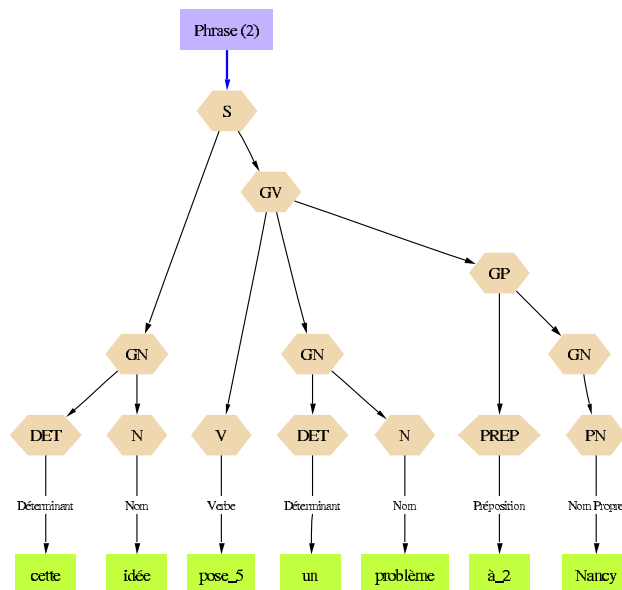 Phrase (2)
S
GV
GP
GN GN GN
DET N V DET N PREP PN
Déterminant Nom Verbe Déterminant Nom Préposition Nom Propre
cette idée pose_5 un problème à_2 Nancy